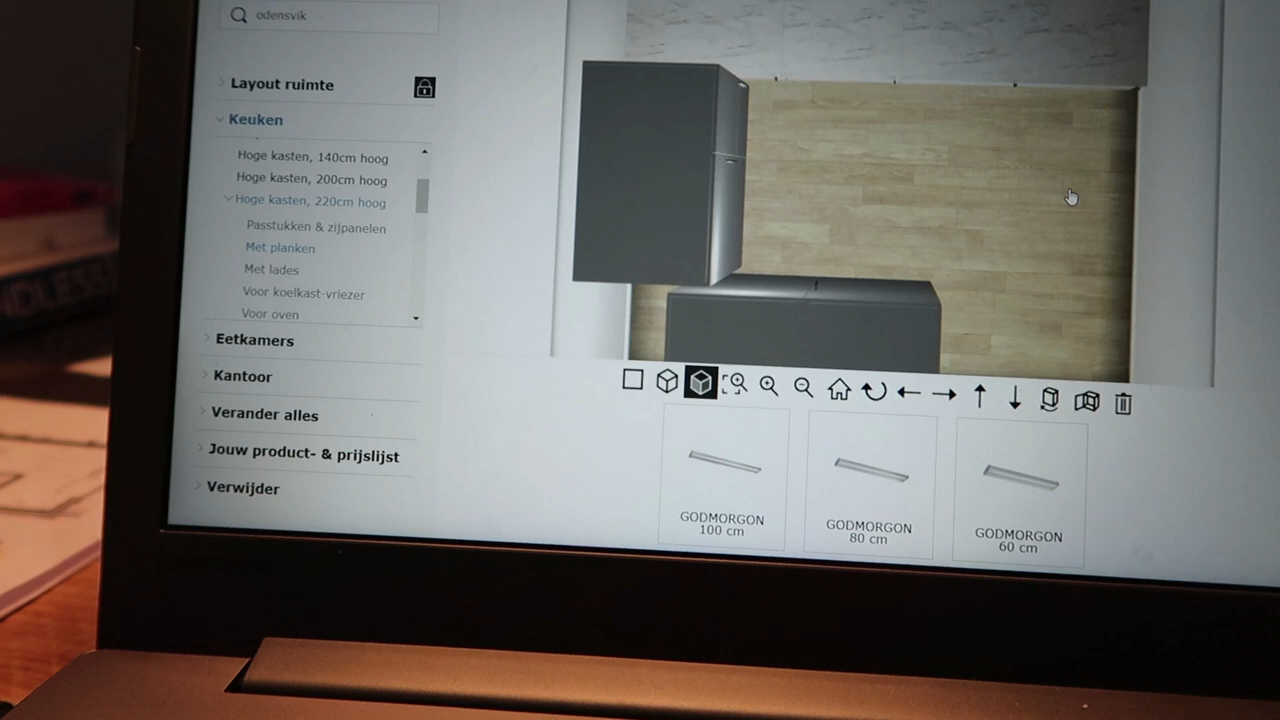 odensvik
Layout ruimte
Keuken
Hoge kasten, 140cm hoog
Hoge kasten, 200cm hoog
Hoge kasten, 220cm hoog
Passtukken & zijpanelen
Met planken
Met lades
Voor koelkast-vriezer
Voor oven
Eetkamers
Kantoor
Verander alles
Jouw product- & prijslijst
Verwijder
GODMORGON
100 cm
GODMORGON
80 cm
GODMORGON
60 cm